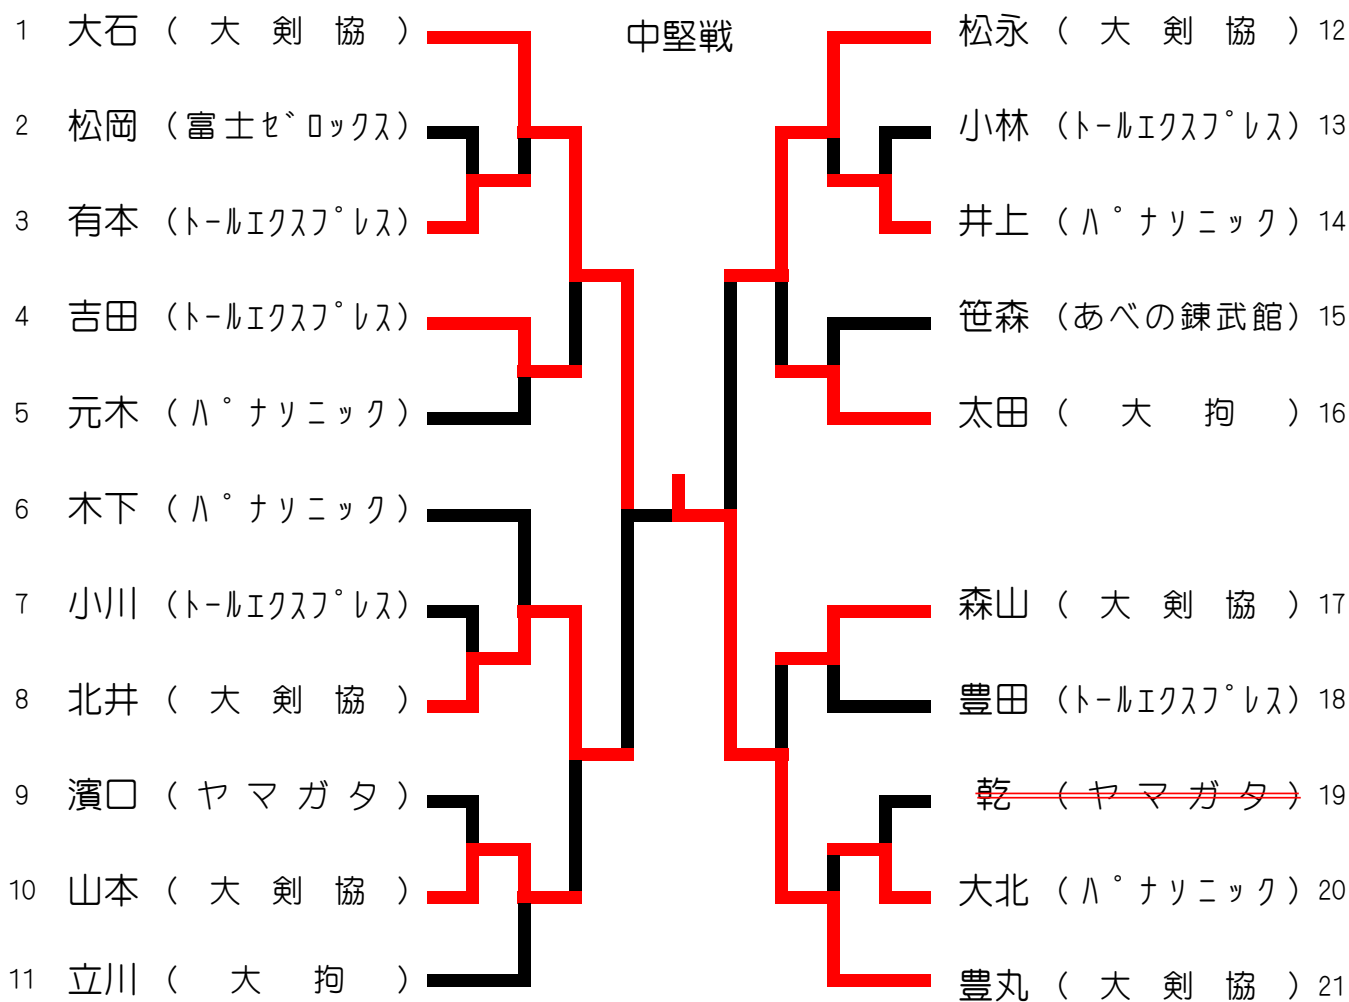 中堅戦
1 大石 ( 大 剣 協 )
2 松岡 (富士ｾﾞﾛｯｸｽ)
3 有本 (ﾄｰﾙｴｸｽﾌﾟﾚｽ)
4 吉田 (ﾄｰﾙｴｸｽﾌﾟﾚｽ)
5 元木 (ﾊﾟﾅｿﾆｯｸ)
6 木下 (ﾊﾟﾅｿﾆｯｸ)
7 小川 (ﾄｰﾙｴｸｽﾌﾟﾚｽ)
8 北井 ( 大 剣 協 )
9 濱口 ( ヤ マ ガ タ )
10 山本 ( 大 剣 協 )
11 立川 ( 大 拘 )
松永 ( 大 剣 協 ) 12
小林 (ﾄｰﾙｴｸｽﾌﾟﾚｽ) 13
井上 (ﾊﾟﾅｿﾆｯｸ) 14
笹森 (あべの錬武館) 15
太田 ( 大 拘 ) 16
森山 ( 大 剣 協 ) 17
豊田 (ﾄｰﾙｴｸｽﾌﾟﾚｽ) 18
乾 ( ヤ マ ガ タ ) 19
大北 (ﾊﾟﾅｿﾆｯｸ) 20
豊丸 ( 大 剣 協 ) 21